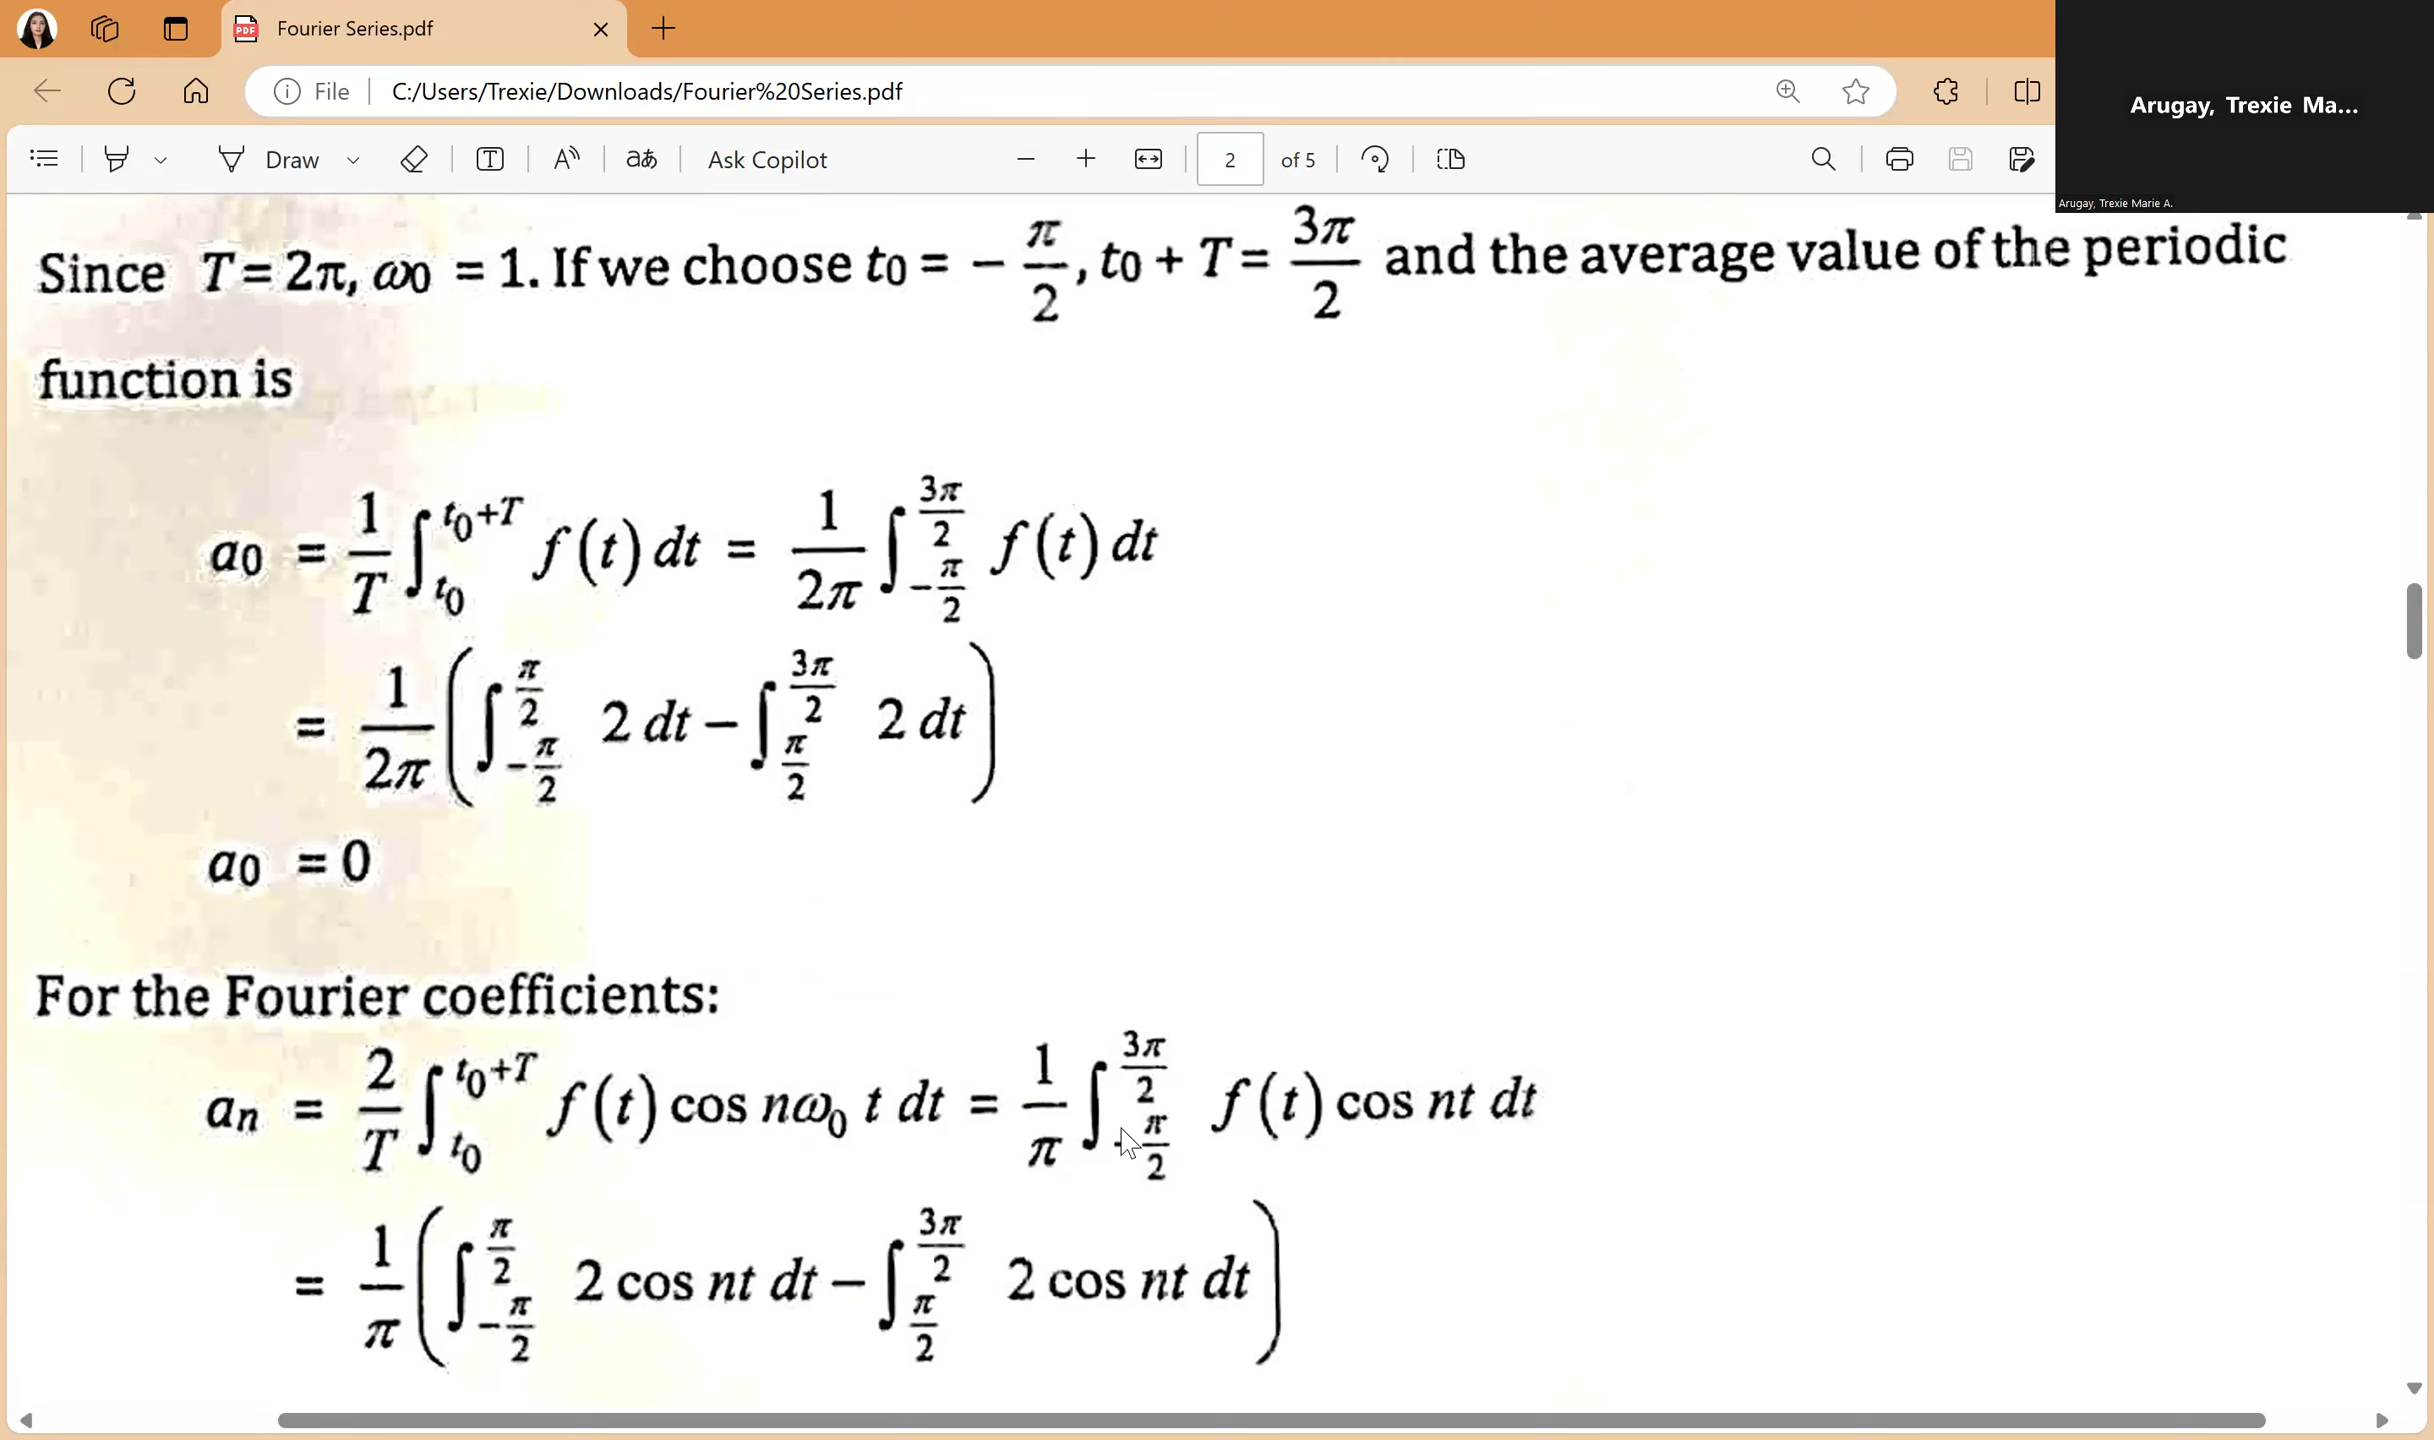 Fourier Series.pdf
File | C:/Users/Trexie/Downloads/Fourier%20Series.pdf
Arugay, Trexie Ma...
Arugay, Trexie Marie A.
Draw
aあ
Ask Copilot
2 of 5
Since T = 2π, ω0 = 1. If we choose t0 = −π/2, t0 + T = 3π/2 and the average value of the periodic
function is
a0 = 1/T ∫_{t0}^{t0+T} f(t) dt = 1/2π ∫_{−π/2}^{3π/2} f(t) dt
= 1/2π (∫_{−π/2}^{π/2} 2 dt − ∫_{π/2}^{3π/2} 2 dt)
a0 = 0
For the Fourier coefficients:
an = 2/T ∫_{t0}^{t0+T} f(t) cos nω0 t dt = 1/π ∫_{−π/2}^{3π/2} f(t) cos nt dt
= 1/π (∫_{−π/2}^{π/2} 2 cos nt dt − ∫_{π/2}^{3π/2} 2 cos nt dt)